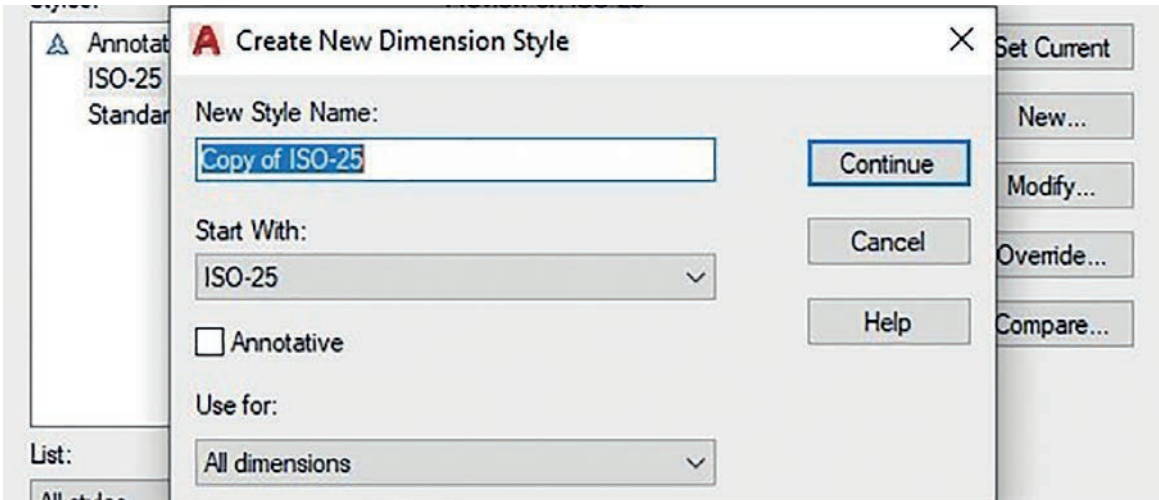 Annotat
ISO-25
Standar
List:
Create New Dimension Style
New Style Name:
Copy of ISO-25
Start With:
ISO-25
Annotative
Use for:
All dimensions
Continue
Cancel
Help
Set Current
New...
Modify...
Override...
Compare...